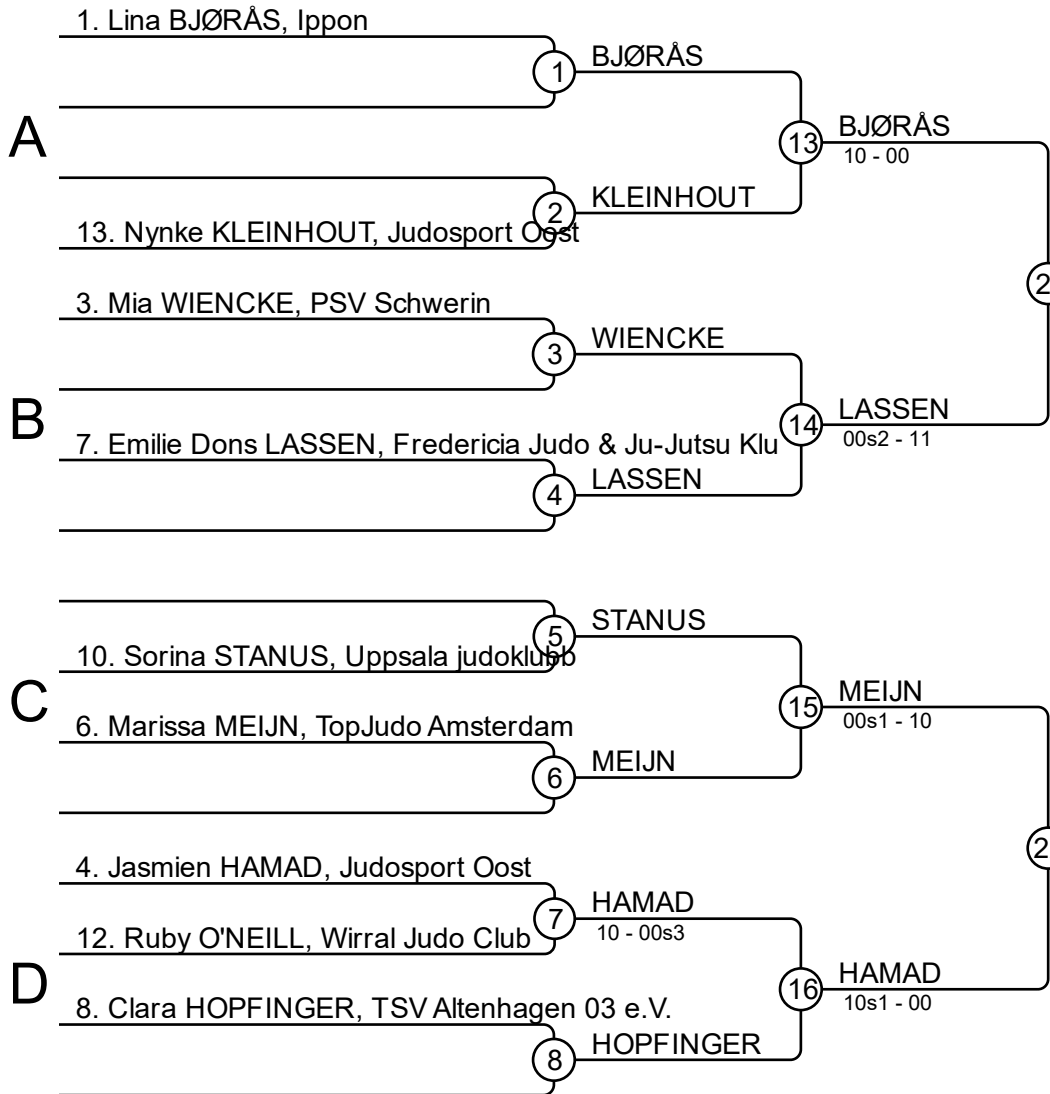 1. Lina BJØRÅS, Ippon
1
BJØRÅS
A
13
BJØRÅS
10 - 00
2
KLEINHOUT
13. Nynke KLEINHOUT, Judosport Oost
2
3. Mia WIENCKE, PSV Schwerin
3
WIENCKE
B
14
LASSEN
00s2 - 11
7. Emilie Dons LASSEN, Fredericia Judo & Ju-Jutsu Klu
4
LASSEN
5
STANUS
10. Sorina STANUS, Uppsala judoklubb
C
15
MEIJN
00s1 - 10
6. Marissa MEIJN, TopJudo Amsterdam
6
MEIJN
2
4. Jasmien HAMAD, Judosport Oost
7
HAMAD
10 - 00s3
12. Ruby O'NEILL, Wirral Judo Club
D
16
HAMAD
10s1 - 00
8. Clara HOPFINGER, TSV Altenhagen 03 e.V.
8
HOPFINGER